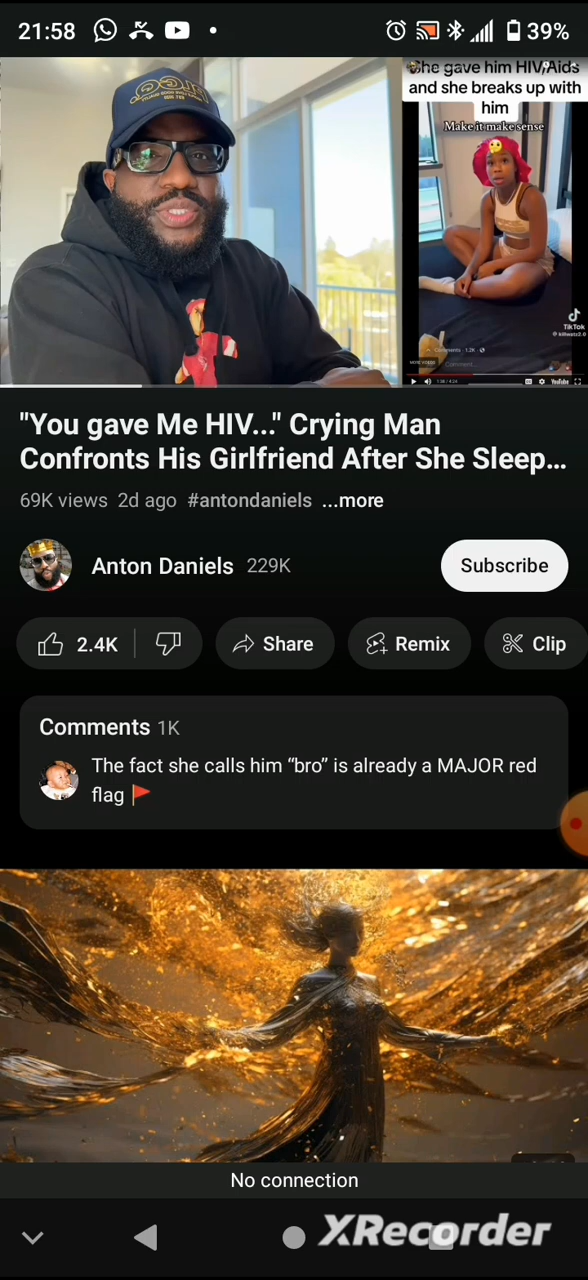 21:58
39%
She gave him HIV/Aids
and she breaks up with
him
Make it make sense
TikTok
"You gave Me HIV..." Crying Man
Confronts His Girlfriend After She Sleep...
69K views 2d ago #antondaniels ...more
Anton Daniels 229K
Subscribe
2.4K
Share
Remix
Clip
Comments 1K
The fact she calls him “bro” is already a MAJOR red
flag
No connection
XRecorder